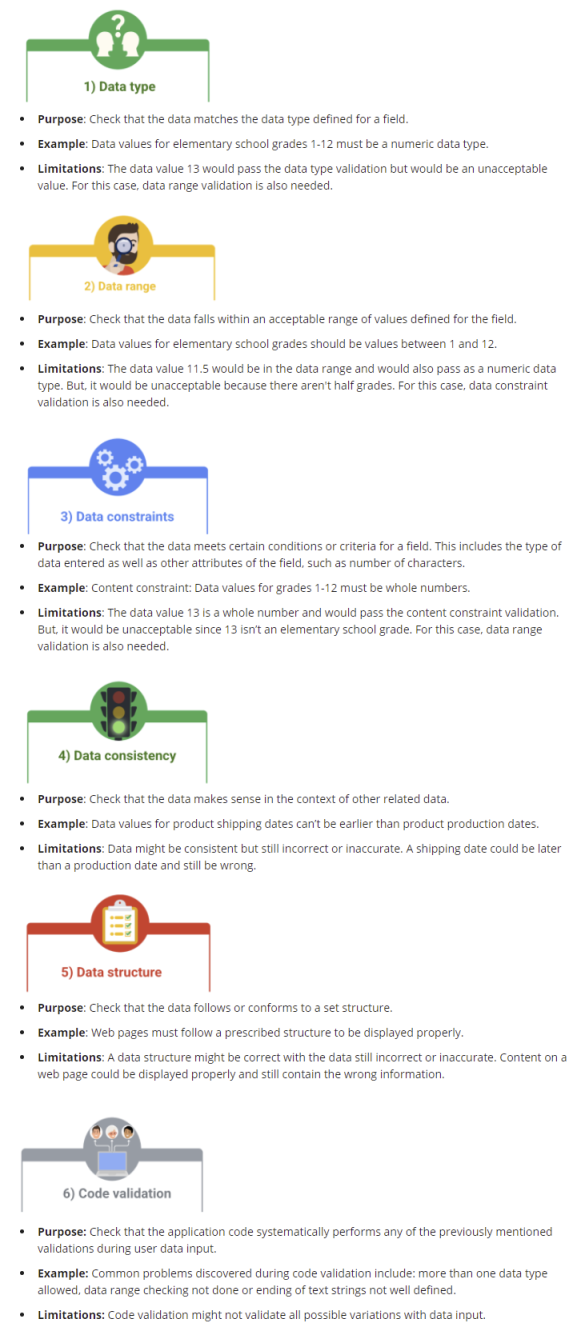 ?
1) Data type
• Purpose: Check that the data matches the data type defined for a field.
• Example: Data values for elementary school grades 1-12 must be a numeric data type.
• Limitations: The data value 13 would pass the data type validation but would be an unacceptable
value. For this case, data range validation is also needed.
2) Data range
• Purpose: Check that the data falls within an acceptable range of values defined for the field.
• Example: Data values for elementary school grades should be values between 1 and 12.
• Limitations: The data value 11.5 would be in the data range and would also pass as a numeric data
type. But, it would be unacceptable because there aren't half grades. For this case, data constraint
validation is also needed.
3) Data constraints
• Purpose: Check that the data meets certain conditions or criteria for a field. This includes the type of
data entered as well as other attributes of the field, such as number of characters.
• Example: Content constraint: Data values for grades 1-12 must be whole numbers.
• Limitations: The data value 13 is a whole number and would pass the content constraint validation.
But, it would be unacceptable since 13 isn’t an elementary school grade. For this case, data range
validation is also needed.
4) Data consistency
• Purpose: Check that the data makes sense in the context of other related data.
• Example: Data values for product shipping dates can’t be earlier than product production dates.
• Limitations: Data might be consistent but still incorrect or inaccurate. A shipping date could be later
than a production date and still be wrong.
5) Data structure
• Purpose: Check that the data follows or conforms to a set structure.
• Example: Web pages must follow a prescribed structure to be displayed properly.
• Limitations: A data structure might be correct with the data still incorrect or inaccurate. Content on a
web page could be displayed properly and still contain the wrong information.
6) Code validation
• Purpose: Check that the application code systematically performs any of the previously mentioned
validations during user data input.
• Example: Common problems discovered during code validation include: more than one data type
allowed, data range checking not done or ending of text strings not well defined.
• Limitations: Code validation might not validate all possible variations with data input.